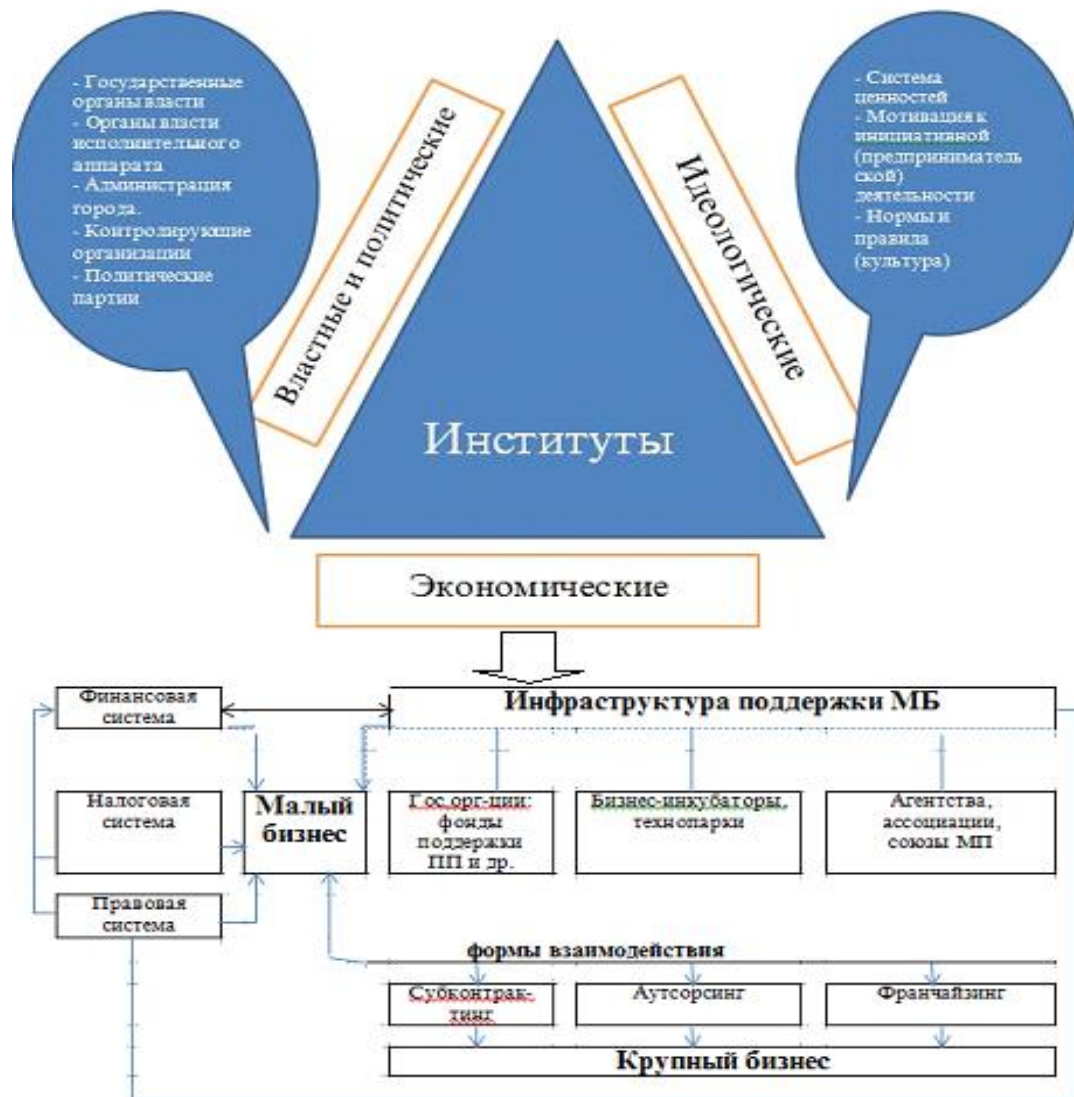 - Государственные
органы власти
- Органы власти
исполнительного
аппарата
- Администрация
города.
- Контролирующие
организации
- Политические
партии
Властные и политические
Идеологические
- Система
ценностей
- Мотивация к
инициативной
(предприниматель
ской)
деятельности
- Нормы и
правила
(культура)
Институты
Экономические
Финансовая
система
Инфраструктура поддержки МБ
Налоговая
система
Малый
бизнес
Гос.орг-ции:
фонды
поддержки
ПП и др.
Бизнес-инкубаторы,
технопарки
Агентства,
ассоциации,
союзы МП
Правовая
система
формы взаимодействия
Субконтрак-
тинг
Аутсорсинг
Франчайзинг
Крупный бизнес